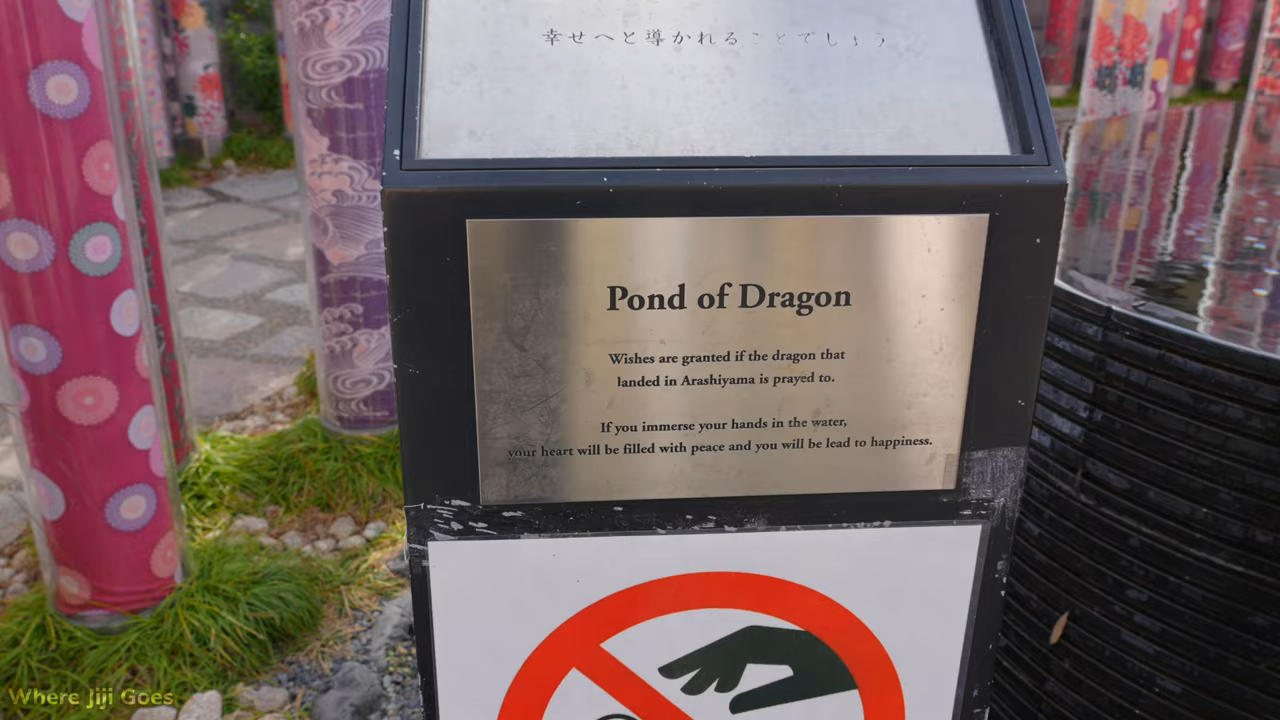 幸せへと導かれることでしょう
Pond of Dragon
Wishes are granted if the dragon that
landed in Arashiyama is prayed to.
If you immerse your hands in the water,
your heart will be filled with peace and you will be lead to happiness.
Where Jiji Goes